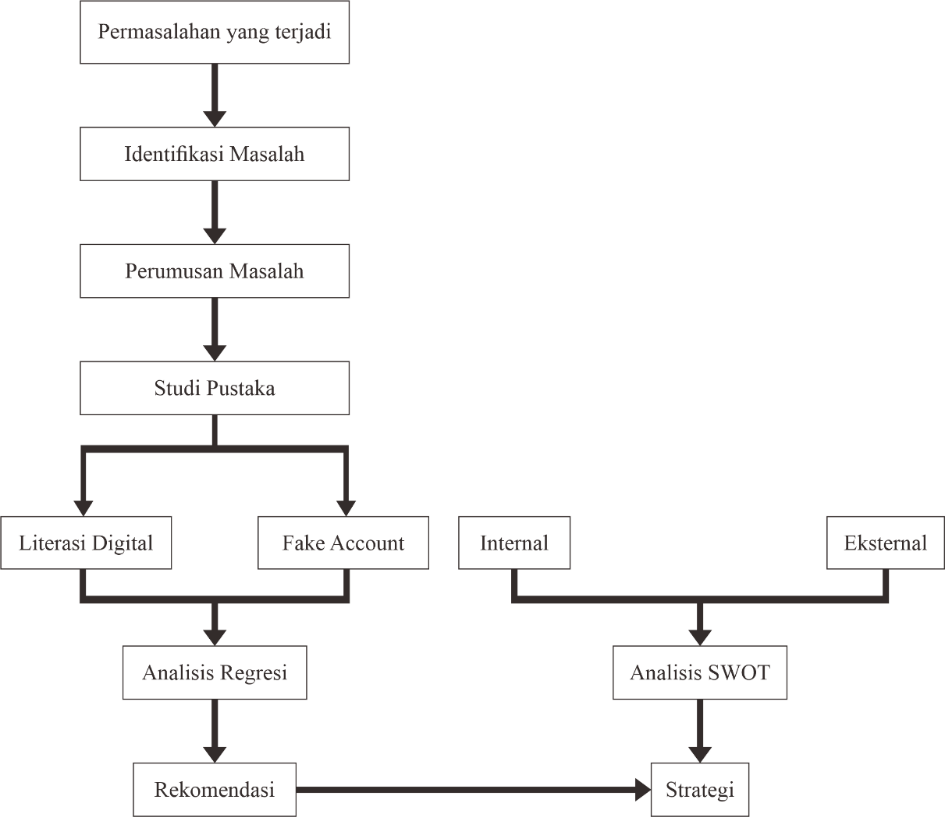 Permasalahan yang terjadi
Identifikasi Masalah
Perumusan Masalah
Studi Pustaka
Literasi Digital
Fake Account
Internal
Eksternal
Analisis Regresi
Analisis SWOT
Rekomendasi
Strategi